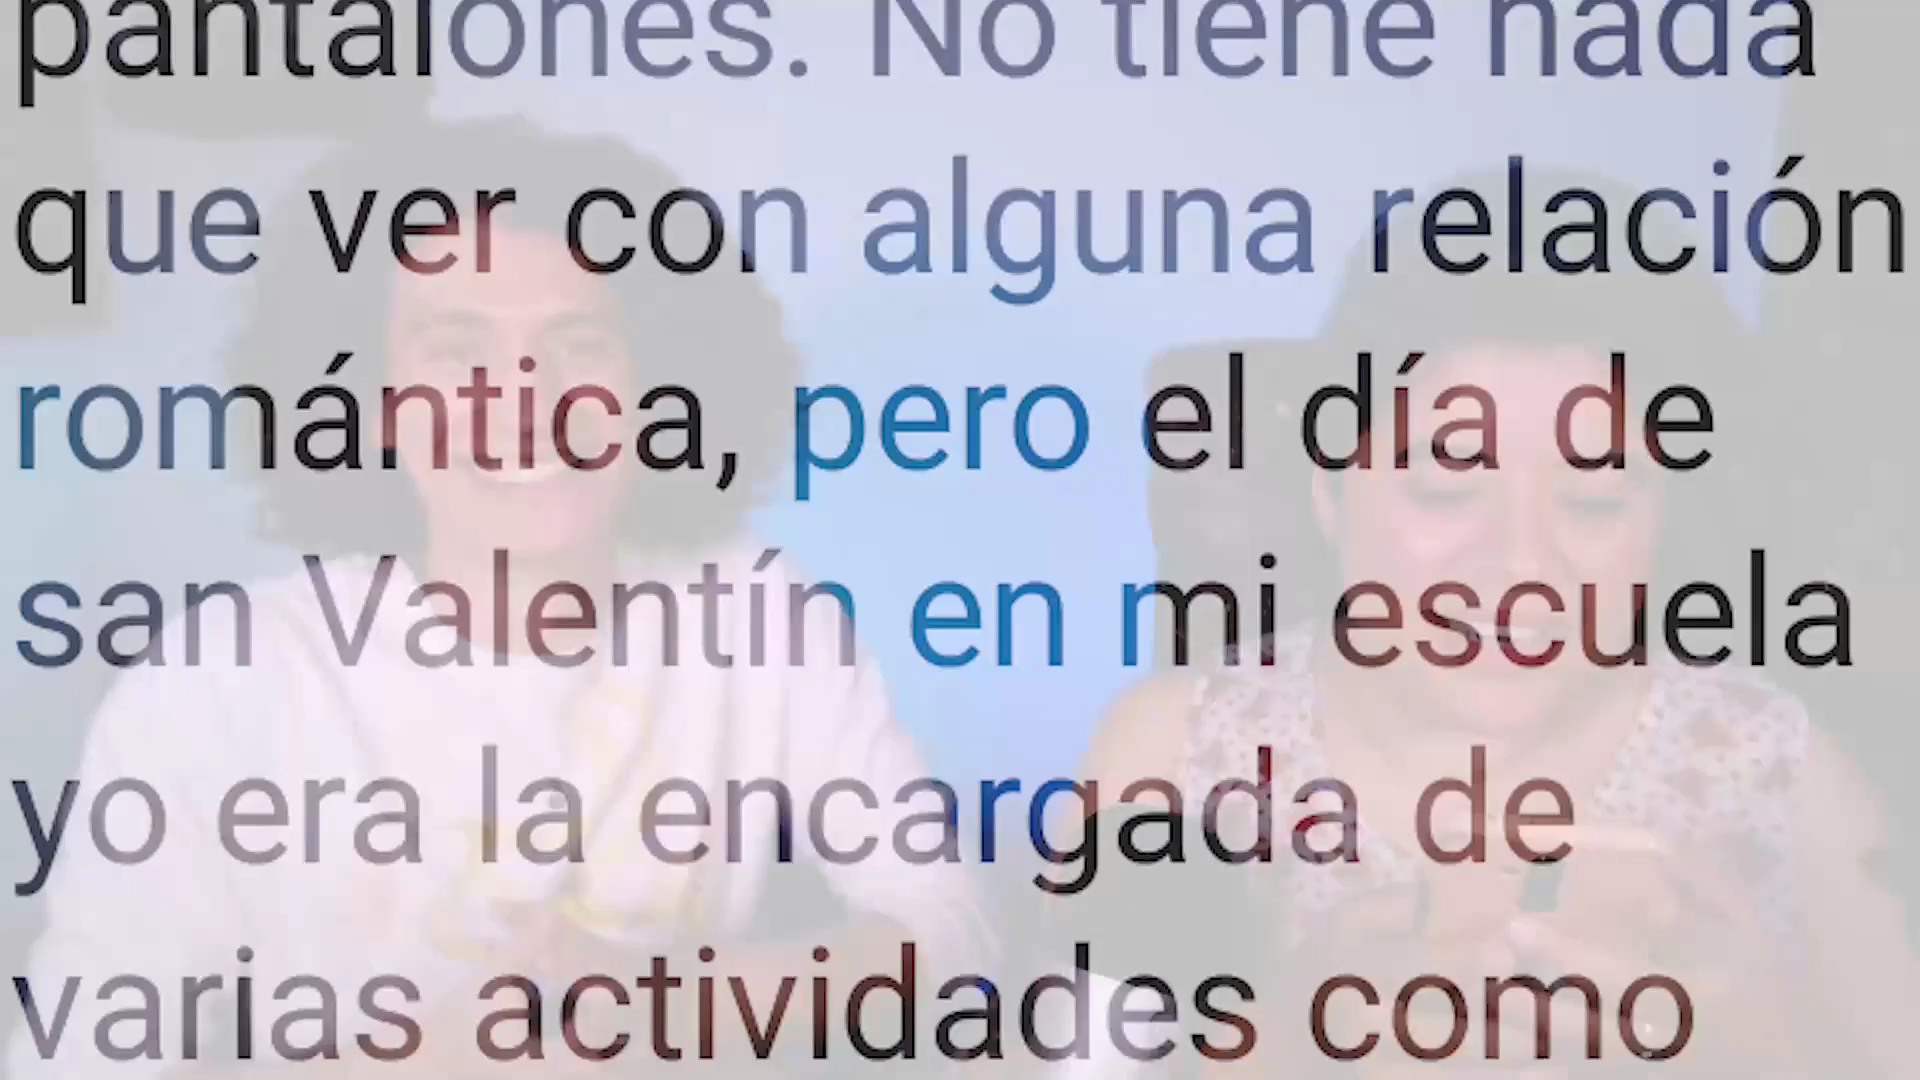 pantalones. No tiene nada
que ver con alguna relación
romántica, pero el día de
san Valentín en mi escuela
yo era la encargada de
varias actividades como